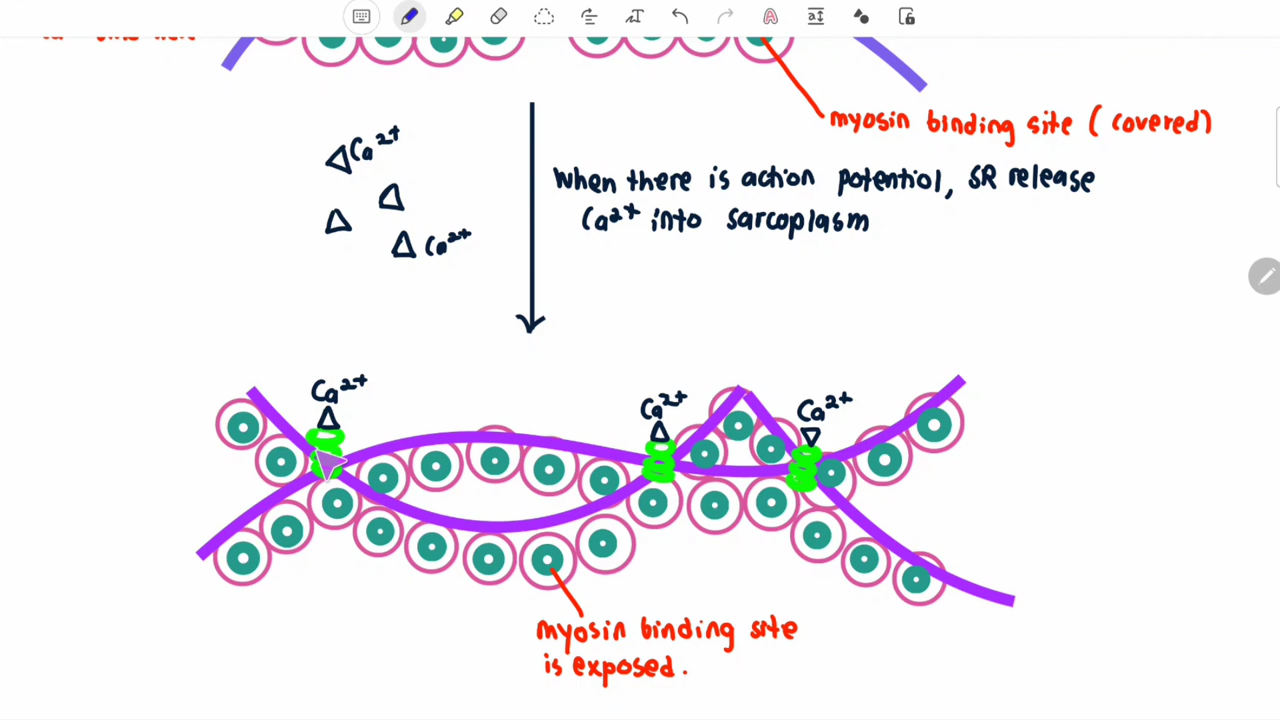 myosin binding site (covered)
Ca²⁺
When there is action potential, SR release
Ca²⁺ into sarcoplasm
Ca²⁺
Ca²⁺
Ca²⁺
Ca²⁺
myosin binding site
is exposed.